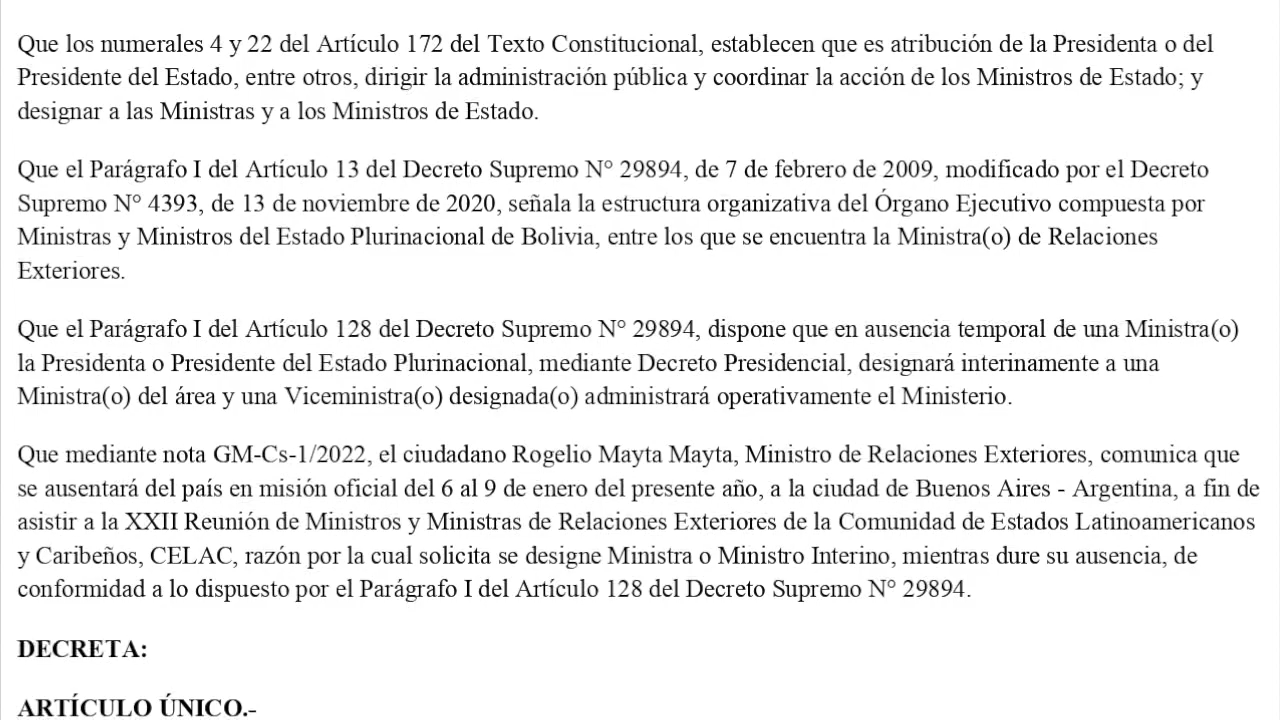 Que los numerales 4 y 22 del Artículo 172 del Texto Constitucional, establecen que es atribución de la Presidenta o del
Presidente del Estado, entre otros, dirigir la administración pública y coordinar la acción de los Ministros de Estado; y
designar a las Ministras y a los Ministros de Estado.
Que el Parágrafo I del Artículo 13 del Decreto Supremo N° 29894, de 7 de febrero de 2009, modificado por el Decreto
Supremo N° 4393, de 13 de noviembre de 2020, señala la estructura organizativa del Órgano Ejecutivo compuesta por
Ministras y Ministros del Estado Plurinacional de Bolivia, entre los que se encuentra la Ministra(o) de Relaciones
Exteriores.
Que el Parágrafo I del Artículo 128 del Decreto Supremo N° 29894, dispone que en ausencia temporal de una Ministra(o)
la Presidenta o Presidente del Estado Plurinacional, mediante Decreto Presidencial, designará interinamente a una
Ministra(o) del área y una Viceministra(o) designada(o) administrará operativamente el Ministerio.
Que mediante nota GM-Cs-1/2022, el ciudadano Rogelio Mayta Mayta, Ministro de Relaciones Exteriores, comunica que
se ausentará del país en misión oficial del 6 al 9 de enero del presente año, a la ciudad de Buenos Aires - Argentina, a fin de
asistir a la XXII Reunión de Ministros y Ministras de Relaciones Exteriores de la Comunidad de Estados Latinoamericanos
y Caribeños, CELAC, razón por la cual solicita se designe Ministra o Ministro Interino, mientras dure su ausencia, de
conformidad a lo dispuesto por el Parágrafo I del Artículo 128 del Decreto Supremo N° 29894.
DECRETA:
ARTÍCULO ÚNICO.-